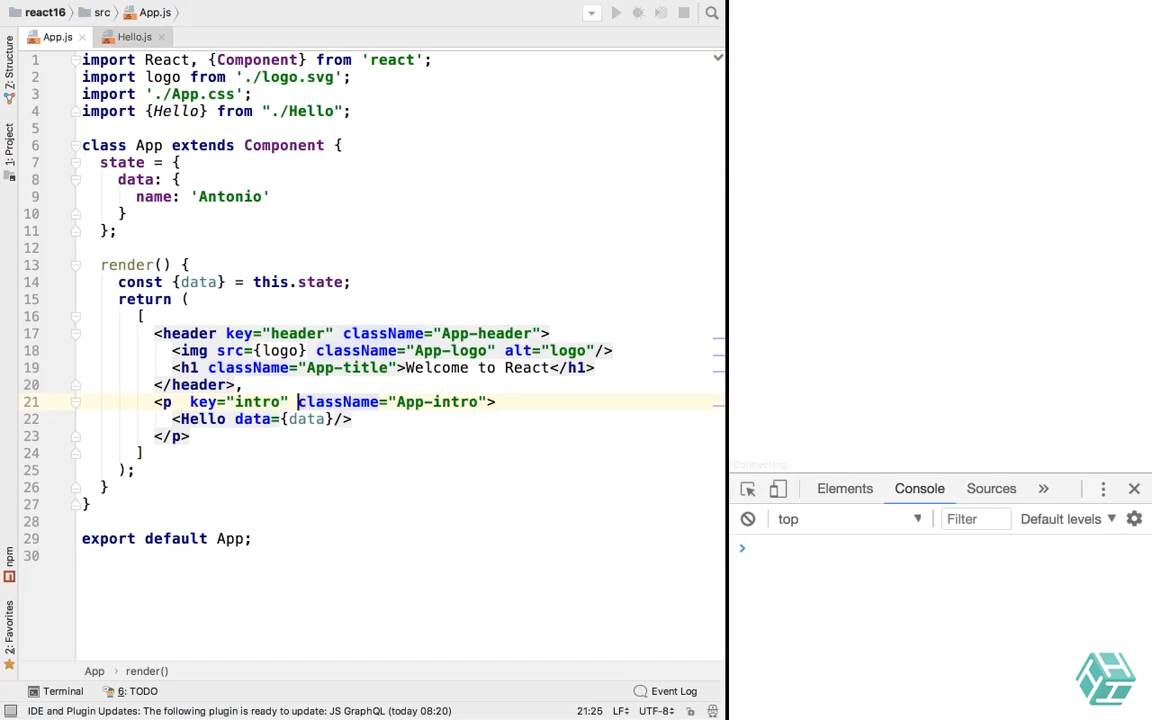 react16 src App.js
App.js Hello.js
7: Structure
1: Project
npm
2: Favorites
1 import React, {Component} from 'react';
2 import logo from './logo.svg';
3 import './App.css';
4 import {Hello} from "./Hello";
5
6 class App extends Component {
7 state = {
8 data: {
9 name: 'Antonio'
10 }
11 };
12
13 render() {
14 const {data} = this.state;
15 return (
16 [
17 <header key="header" className="App-header">
18 <img src={logo} className="App-logo" alt="logo"/>
19 <h1 className="App-title">Welcome to React</h1>
20 </header>,
21 <p  key="intro" className="App-intro">
22 <Hello data={data}/>
23 </p>
24 ]
25 );
26 }
27 }
28
29 export default App;
30
App › render()
Terminal 6: TODO Event Log
IDE and Plugin Updates: The following plugin is ready to update: JS GraphQL (today 08:20) 21:25 LF÷ UTF-8÷
Connecting...
Elements Console Sources » ⋮ ×
top ▼ Filter Default levels ▼
>